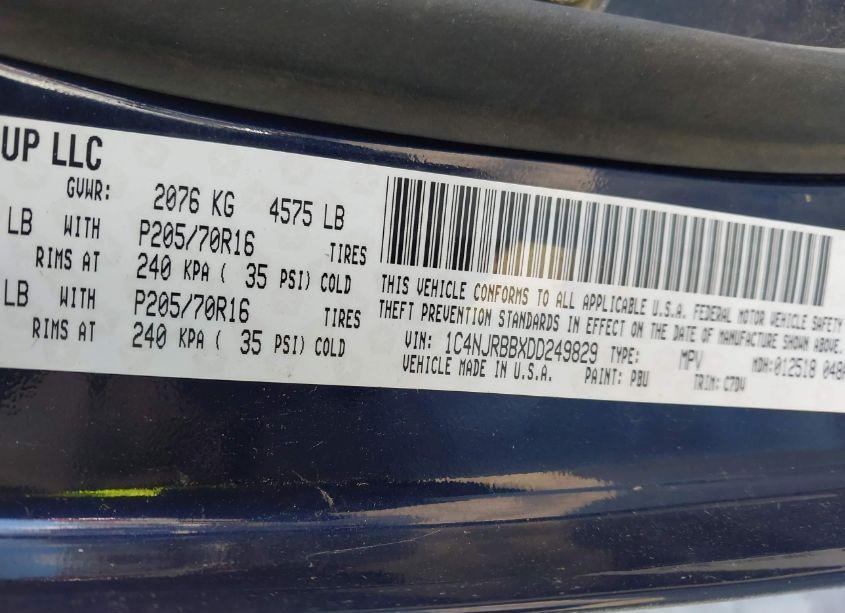 UP LLC
GVWR: 2076 KG 4575 LB
LB WITH P205/70R16 TIRES
RIMS AT 240 KPA ( 35 PSI) COLD
LB WITH P205/70R16 TIRES
RIMS AT 240 KPA ( 35 PSI) COLD
THIS VEHICLE CONFORMS TO ALL APPLICABLE U.S.A. FEDERAL MOTOR VEHICLE SAFETY
THEFT PREVENTION STANDARDS IN EFFECT ON THE DATE OF MANUFACTURE SHOWN ABOVE.
VIN: 1C4NJRBBXDD249829 TYPE: MPV MDH:012518 048
VEHICLE MADE IN U.S.A. PAINT: PBU TRIM: C7DV